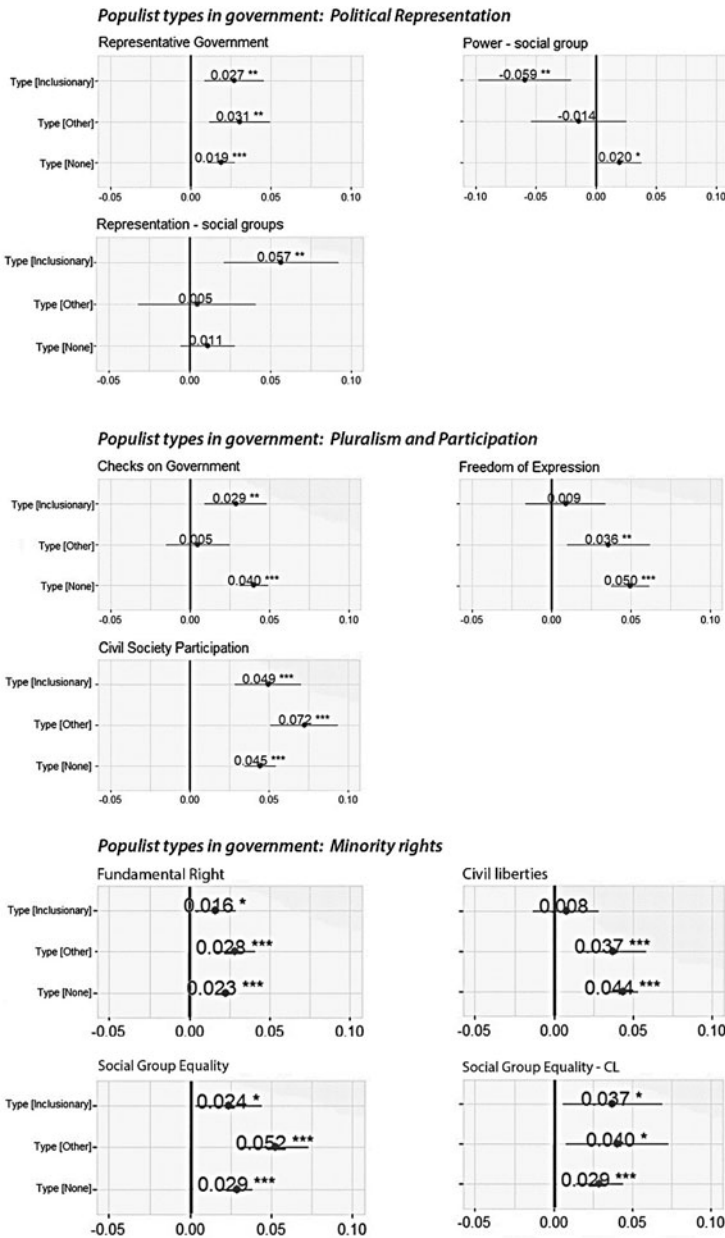 Populist types in government: Political Representation
Representative Government
Type [Inclusionary]
0.027 **
Type [Other]
0.031 **
Type [None]
0.019 ***
-0.05 0.00 0.05 0.10
Power - social group
-0.059 **
-0.014
0.020 *
-0.10 -0.05 0.00 0.05 0.10
Representation - social groups
Type [Inclusionary]
0.057 **
Type [Other]
0.005
Type [None]
0.011
-0.05 0.00 0.05 0.10
Populist types in government: Pluralism and Participation
Checks on Government
Type [Inclusionary]
0.029 **
Type [Other]
0.005
Type [None]
0.040 ***
-0.05 0.00 0.05 0.10
Freedom of Expression
0.009
0.036 **
0.050 ***
-0.05 0.00 0.05 0.10
Civil Society Participation
Type [Inclusionary]
0.049 ***
Type [Other]
0.072 ***
Type [None]
0.045 ***
-0.05 0.00 0.05 0.10
Populist types in government: Minority rights
Fundamental Right
Type [Inclusionary]
0.016 *
Type [Other]
0.028 ***
Type [None]
0.023 ***
-0.05 0.00 0.05 0.10
Civil liberties
0.008
0.037 ***
0.044 ***
-0.05 0.00 0.05 0.10
Social Group Equality
Type [Inclusionary]
0.024 *
Type [Other]
0.052 ***
Type [None]
0.029 ***
-0.05 0.00 0.05 0.10
Social Group Equality - CL
0.037 *
0.040 *
0.029 ***
-0.05 0.00 0.05 0.10